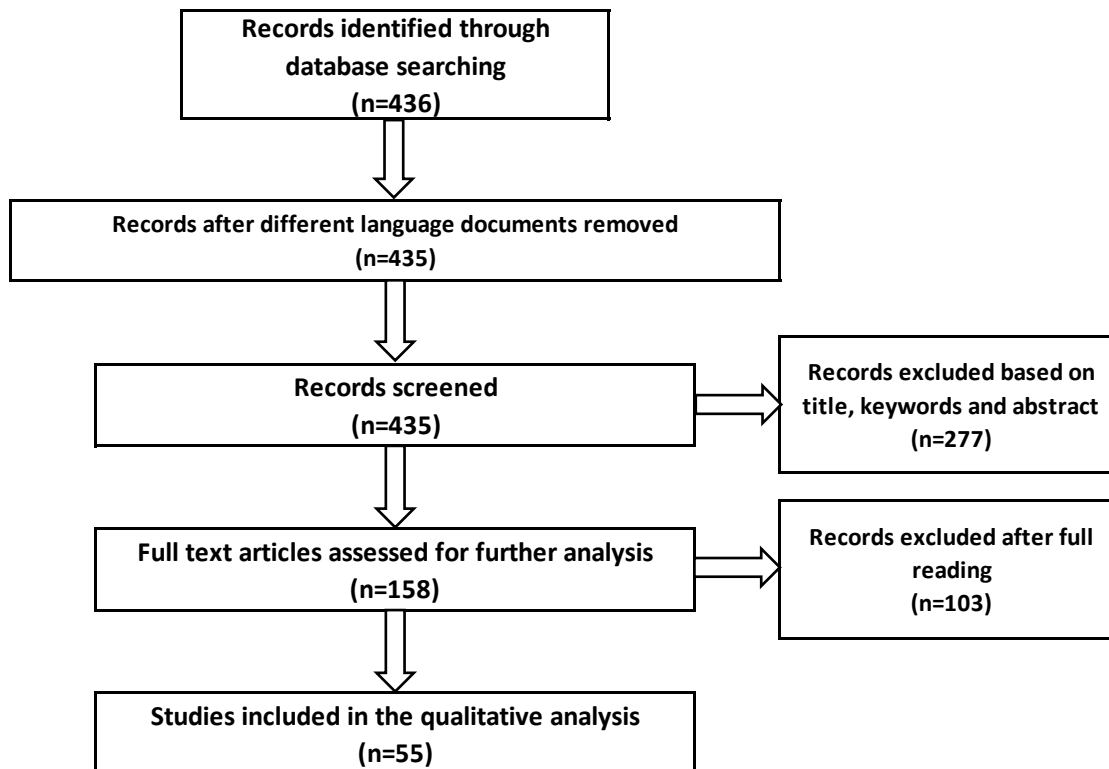 Records identified through
database searching
(n=436)
Records after different language documents removed
(n=435)
Records screened
(n=435)
Records excluded based on
title, keywords and abstract
(n=277)
Full text articles assessed for further analysis
(n=158)
Records excluded after full
reading
(n=103)
Studies included in the qualitative analysis
(n=55)